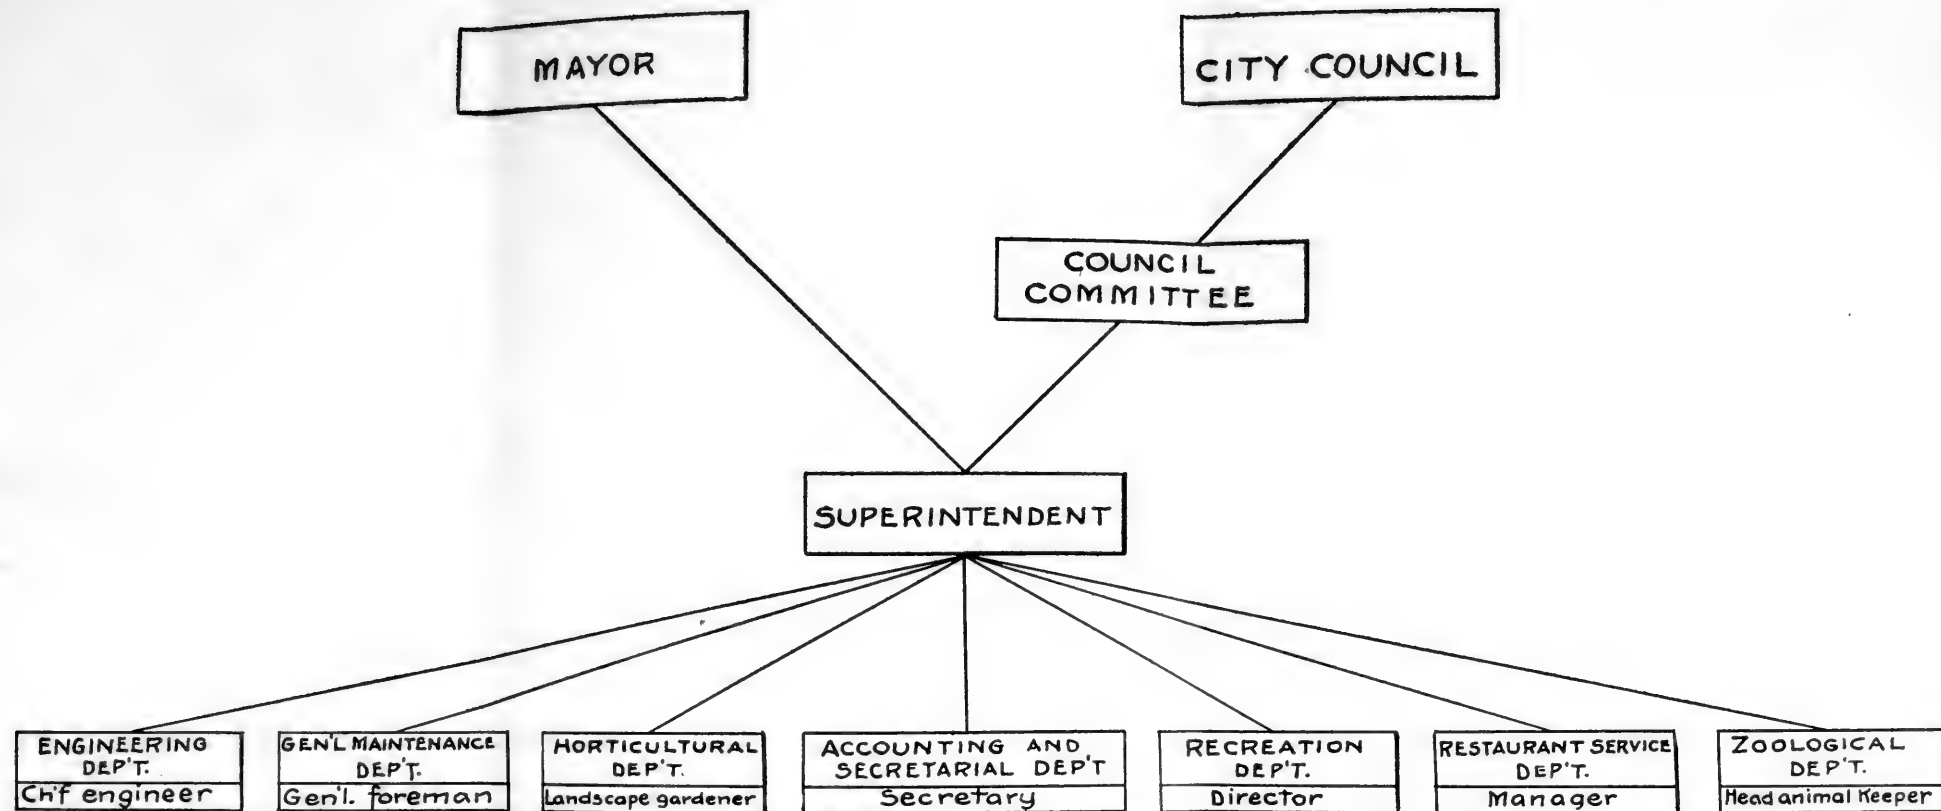 MAYOR
CITY COUNCIL
COUNCIL
COMMITTEE
SUPERINTENDENT
ENGINEERING
DEP'T.
Ch'f engineer
GEN'L MAINTENANCE
DEP'T.
Gen'l. foreman
HORTICULTURAL
DEP'T.
Landscape gardener
ACCOUNTING AND
SECRETARIAL DEP'T
Secretary
RECREATION
DEP'T.
Director
RESTAURANT SERVICE
DEP'T.
Manager
ZOOLOGICAL
DEP'T.
Head animal Keeper